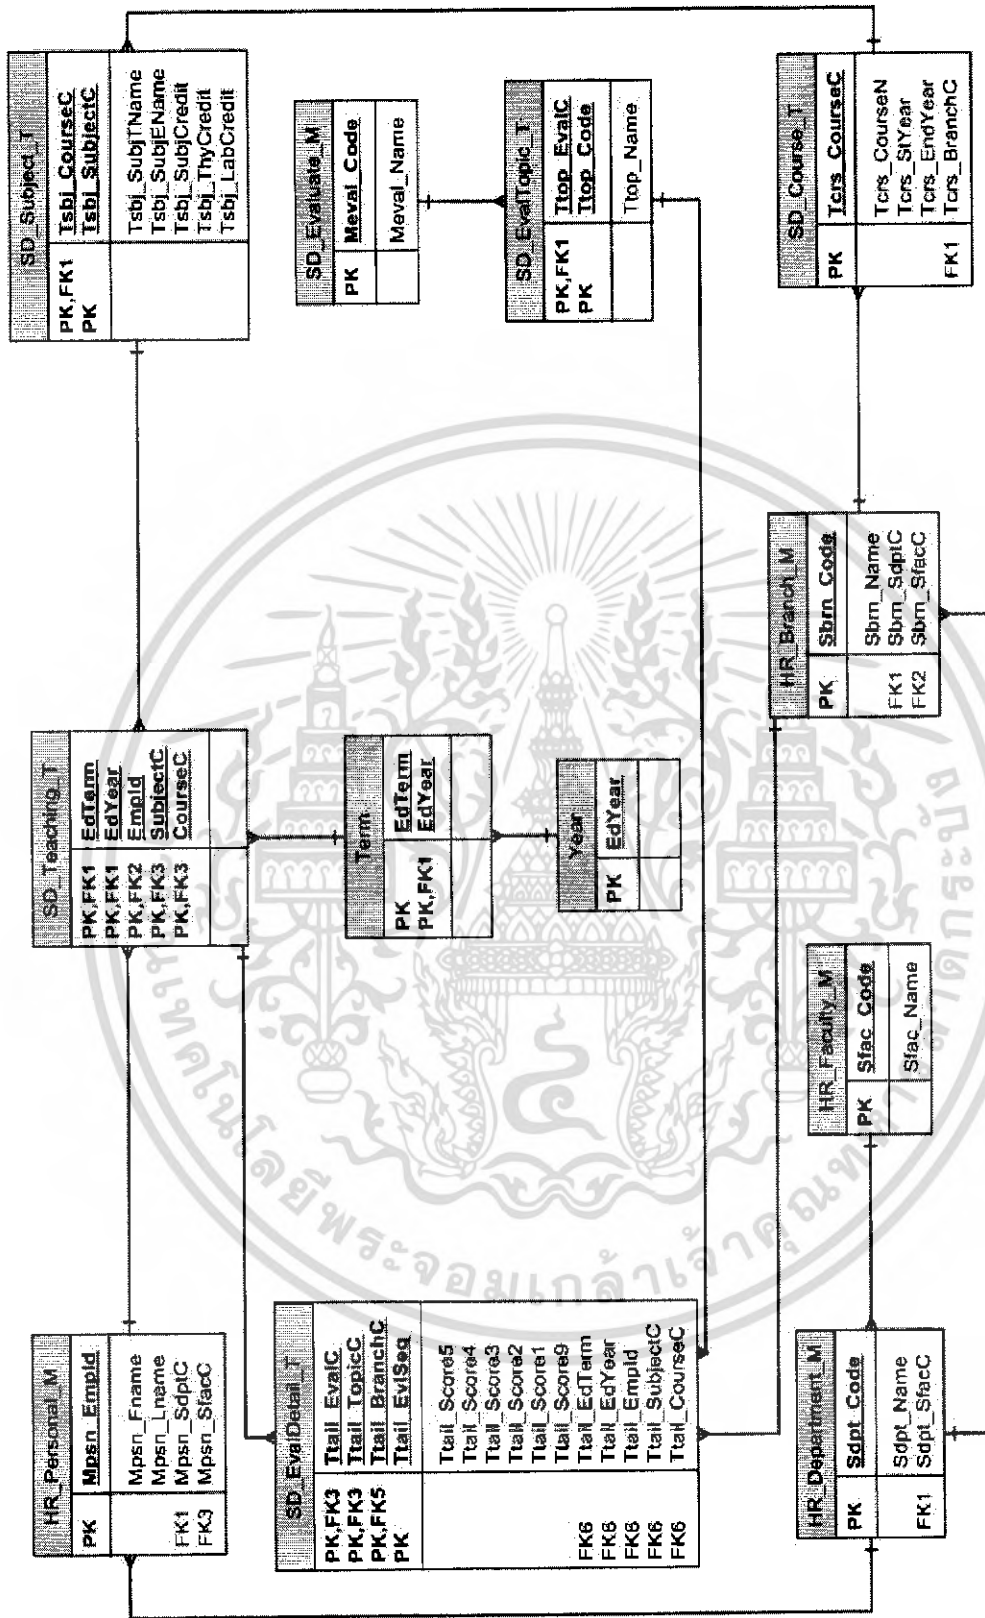 HR_Personal_M
PK Mpsn_EmpId
Mpsn_Fname
Mpsn_Lname
FK1 Mpsn_SdptC
FK3 Mpsn_SfacC
SD_Teaching_T
PK,FK1 EdTerm
PK,FK1 EdYear
PK,FK2 EmpId
PK,FK3 SubjectC
PK,FK3 CourseC
SD_Subject_T
PK,FK1 Tsbj_CourseC
PK Tsbj_SubjectC
Tsbj_SubjTName
Tsbj_SubjEName
Tsbj_SubjCredit
Tsbj_ThyCredit
Tsbj_LabCredit
SD_EvalDetail_T
PK,FK3 Ttail_EvalC
PK,FK3 Ttail_TopicC
PK,FK5 Ttail_BranchC
PK Ttail_EvlSeq
Ttail_Score5
Ttail_Score4
Ttail_Score3
Ttail_Score2
Ttail_Score1
Ttail_Score9
FK6 Ttail_EdTerm
FK6 Ttail_EdYear
FK6 Ttail_EmpId
FK6 Ttail_SubjectC
FK6 Ttail_CourseC
Term
PK EdTerm
PK,FK1 EdYear
Year
PK EdYear
SD_Evaluate_M
PK Meval_Code
Meval_Name
SD_EvalTopic_T
PK,FK1 Ttop_EvalC
PK Ttop_Code
Ttop_Name
HR_Department_M
PK Sdpt_Code
Sdpt_Name
FK1 Sdpt_SfacC
HR_Faculty_M
PK Sfac_Code
Sfac_Name
HR_Branch_M
PK Sbrn_Code
Sbrn_Name
FK1 Sbrn_SdptC
FK2 Sbrn_SfacC
SD_Course_T
PK Tcrs_CourseC
Tcrs_CourseN
Tcrs_StYear
Tcrs_EndYear
FK1 Tcrs_BranchC